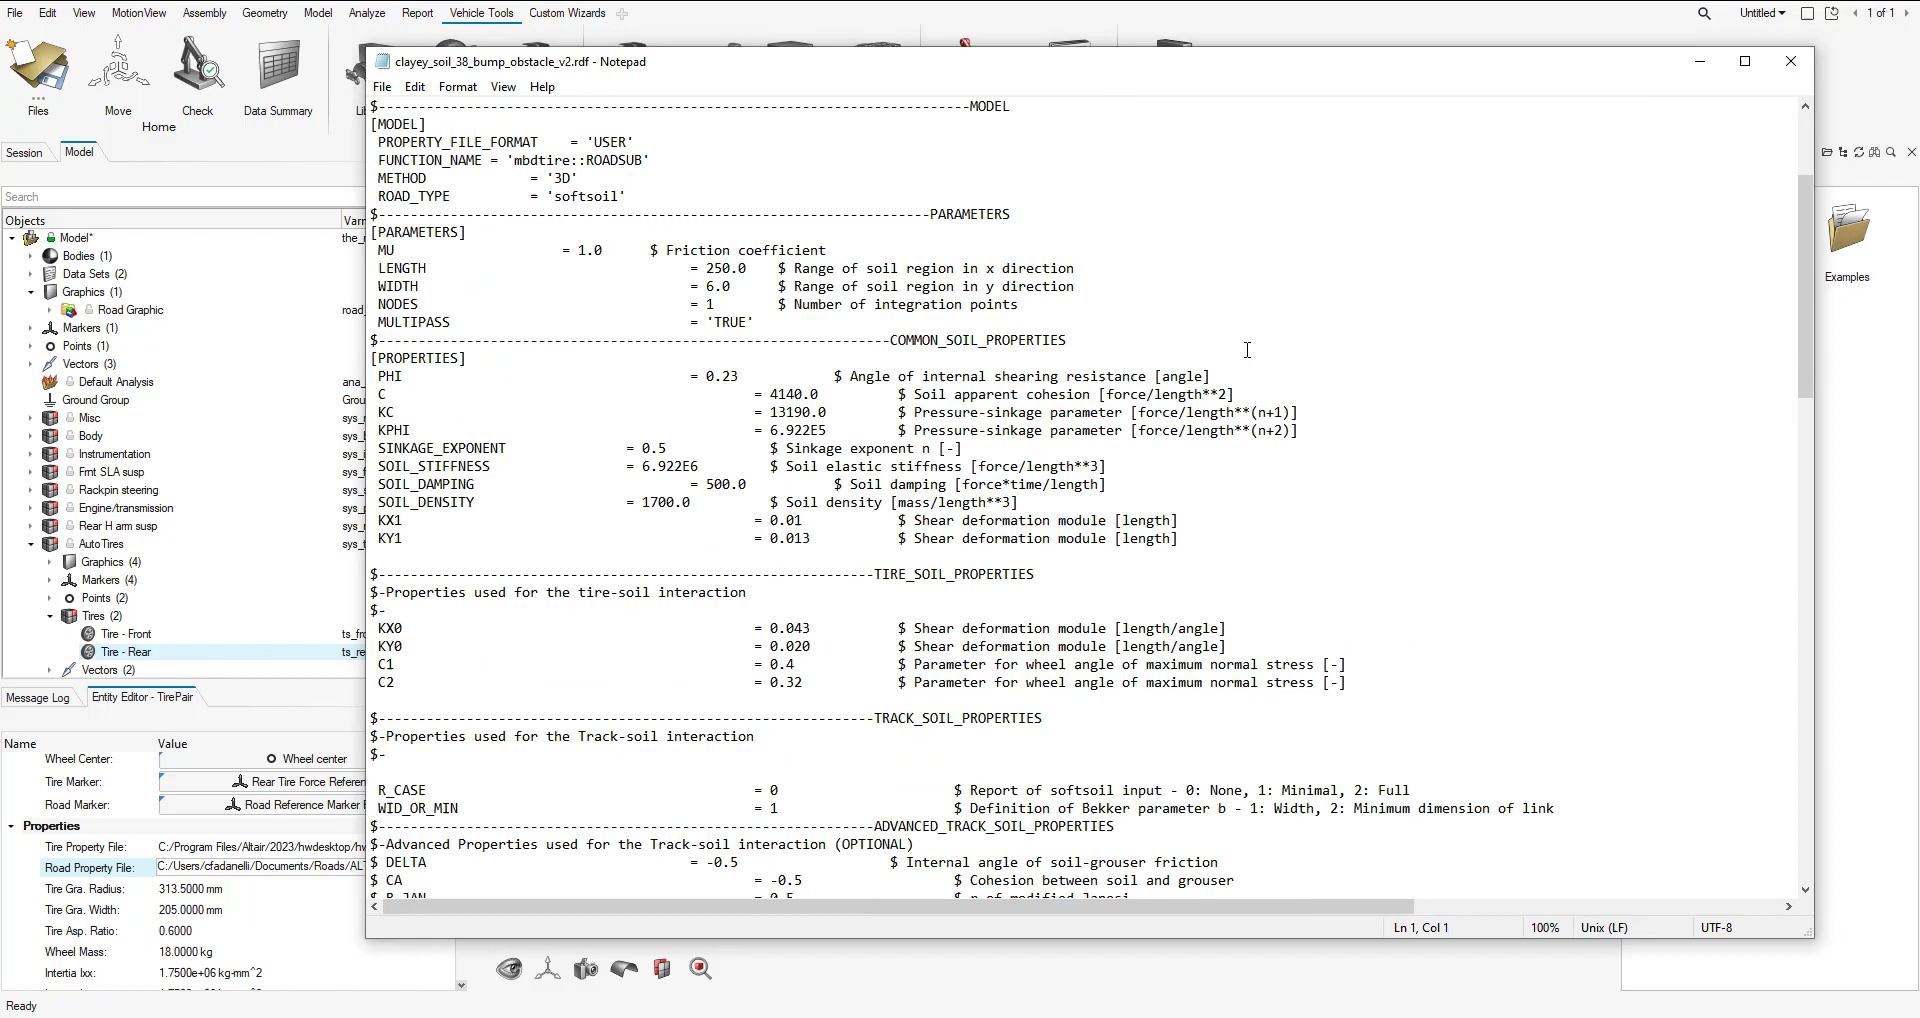 File Edit View MotionView Assembly Geometry Model Analyze Report Vehicle Tools Custom Wizards Untitled 1 of 1
clayey_soil_38_bump_obstacle_v2.rdf - Notepad
File Edit Format View Help
Files Move Check Data Summary
Home
Session Model
Search
Objects
Model*
Bodies (1)
Data Sets (2)
Graphics (1)
Road Graphic road_
Markers (1)
Points (1)
Vectors (3)
Default Analysis ana_
Ground Group
Misc sys_
Body
Instrumentation
Frnt SLA susp
Rackpin steering
Engine/transmission
Rear H arm susp
AutoTires
Graphics (4)
Markers (4)
Points (2)
Tires (2)
Tire - Front
Tire - Rear
Vectors (2)
Message Log Entity Editor - TirePair
Name Value
Wheel Center: Wheel center
Tire Marker: Rear Tire Force Referen
Road Marker: Road Reference Marker
Properties
Tire Property File: C:/Program Files/Altair/2023/hwdesktop/hw
Road Property File: C:/Users/cfadanelli/Documents/Roads/AL
Tire Gra. Radius: 313.5000 mm
Tire Gra. Width: 205.0000 mm
Tire Asp. Ratio: 0.6000
Wheel Mass: 18.0000 kg
Intertia Ixx: 1.7500e+06 kg-mm^2
Ready
$--------------------------------------------------------------------------MODEL
[MODEL]
PROPERTY_FILE_FORMAT = 'USER'
FUNCTION_NAME = 'mbdtire::ROADSUB'
METHOD = '3D'
ROAD_TYPE = 'softsoil'
$---------------------------------------------------------------------PARAMETERS
[PARAMETERS]
MU = 1.0 $ Friction coefficient
LENGTH = 250.0 $ Range of soil region in x direction
WIDTH = 6.0 $ Range of soil region in y direction
NODES = 1 $ Number of integration points
MULTIPASS = 'TRUE'
$----------------------------------------------------------------COMMON_SOIL_PROPERTIES
[PROPERTIES]
PHI = 0.23 $ Angle of internal shearing resistance [angle]
C = 4140.0 $ Soil apparent cohesion [force/length**2]
KC = 13190.0 $ Pressure-sinkage parameter [force/length**(n+1)]
KPHI = 6.922E5 $ Pressure-sinkage parameter [force/length**(n+2)]
SINKAGE_EXPONENT = 0.5 $ Sinkage exponent n [-]
SOIL_STIFFNESS = 6.922E6 $ Soil elastic stiffness [force/length**3]
SOIL_DAMPING = 500.0 $ Soil damping [force*time/length]
SOIL_DENSITY = 1700.0 $ Soil density [mass/length**3]
KX1 = 0.01 $ Shear deformation module [length]
KY1 = 0.013 $ Shear deformation module [length]
$--------------------------------------------------------------TIRE_SOIL_PROPERTIES
$-Properties used for the tire-soil interaction
$-
KX0 = 0.043 $ Shear deformation module [length/angle]
KY0 = 0.020 $ Shear deformation module [length/angle]
C1 = 0.4 $ Parameter for wheel angle of maximum normal stress [-]
C2 = 0.32 $ Parameter for wheel angle of maximum normal stress [-]
$--------------------------------------------------------------TRACK_SOIL_PROPERTIES
$-Properties used for the Track-soil interaction
$-
R_CASE = 0 $ Report of softsoil input - 0: None, 1: Minimal, 2: Full
WID_OR_MIN = 1 $ Definition of Bekker parameter b - 1: Width, 2: Minimum dimension of link
$--------------------------------------------------------------ADVANCED_TRACK_SOIL_PROPERTIES
$-Advanced Properties used for the Track-soil interaction (OPTIONAL)
$ DELTA = -0.5 $ Internal angle of soil-grouser friction
$ CA = -0.5 $ Cohesion between soil and grouser
Ln 1, Col 1 100% Unix (LF) UTF-8
Examples